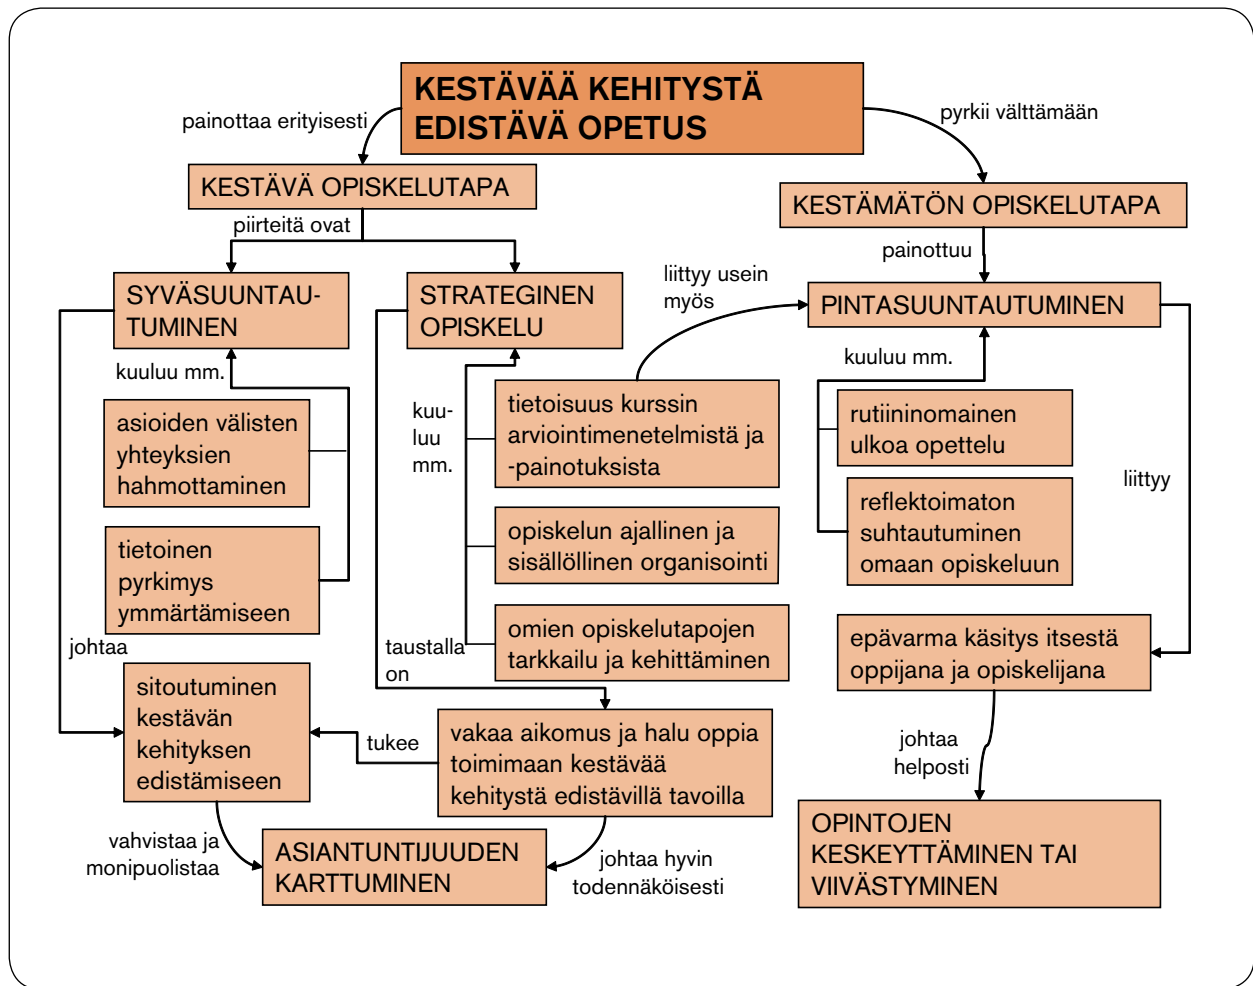 KESTÄVÄÄ KEHITYSTÄ
EDISTÄVÄ OPETUS
painottaa erityisesti
pyrkii välttämään
KESTÄVÄ OPISKELUTAPA
KESTÄMÄTÖN OPISKELUTAPA
piirteitä ovat
painottuu
SYVÄSUUNTAU-
TUMINEN
STRATEGINEN
OPISKELU
liittyy usein
myös
PINTASUUNTAUTUMINEN
kuuluu mm.
asioiden välisten
yhteyksien
hahmottaminen
tietoinen
pyrkimys
ymmärtämiseen
kuu-
luu
mm.
tietoisuus kurssin
arviointimenetelmistä ja
-painotuksista
opiskelun ajallinen ja
sisällöllinen organisointi
omien opiskelutapojen
tarkkailu ja kehittäminen
kuuluu mm.
rutiininomainen
ulkoa opettelu
reflektoimaton
suhtautuminen
omaan opiskeluun
liittyy
johtaa
taustalla
on
epävarma käsitys itsestä
oppijana ja opiskelijana
sitoutuminen
kestävän
kehityksen
edistämiseen
tukee
vakaa aikomus ja halu oppia
toimimaan kestävää
kehitystä edistävillä tavoilla
johtaa
helposti
vahvistaa ja
monipuolistaa
ASIANTUNTIJUUDEN
KARTTUMINEN
johtaa hyvin
todennäköisesti
OPINTOJEN
KESKEYTTÄMINEN TAI
VIIVÄSTYMINEN